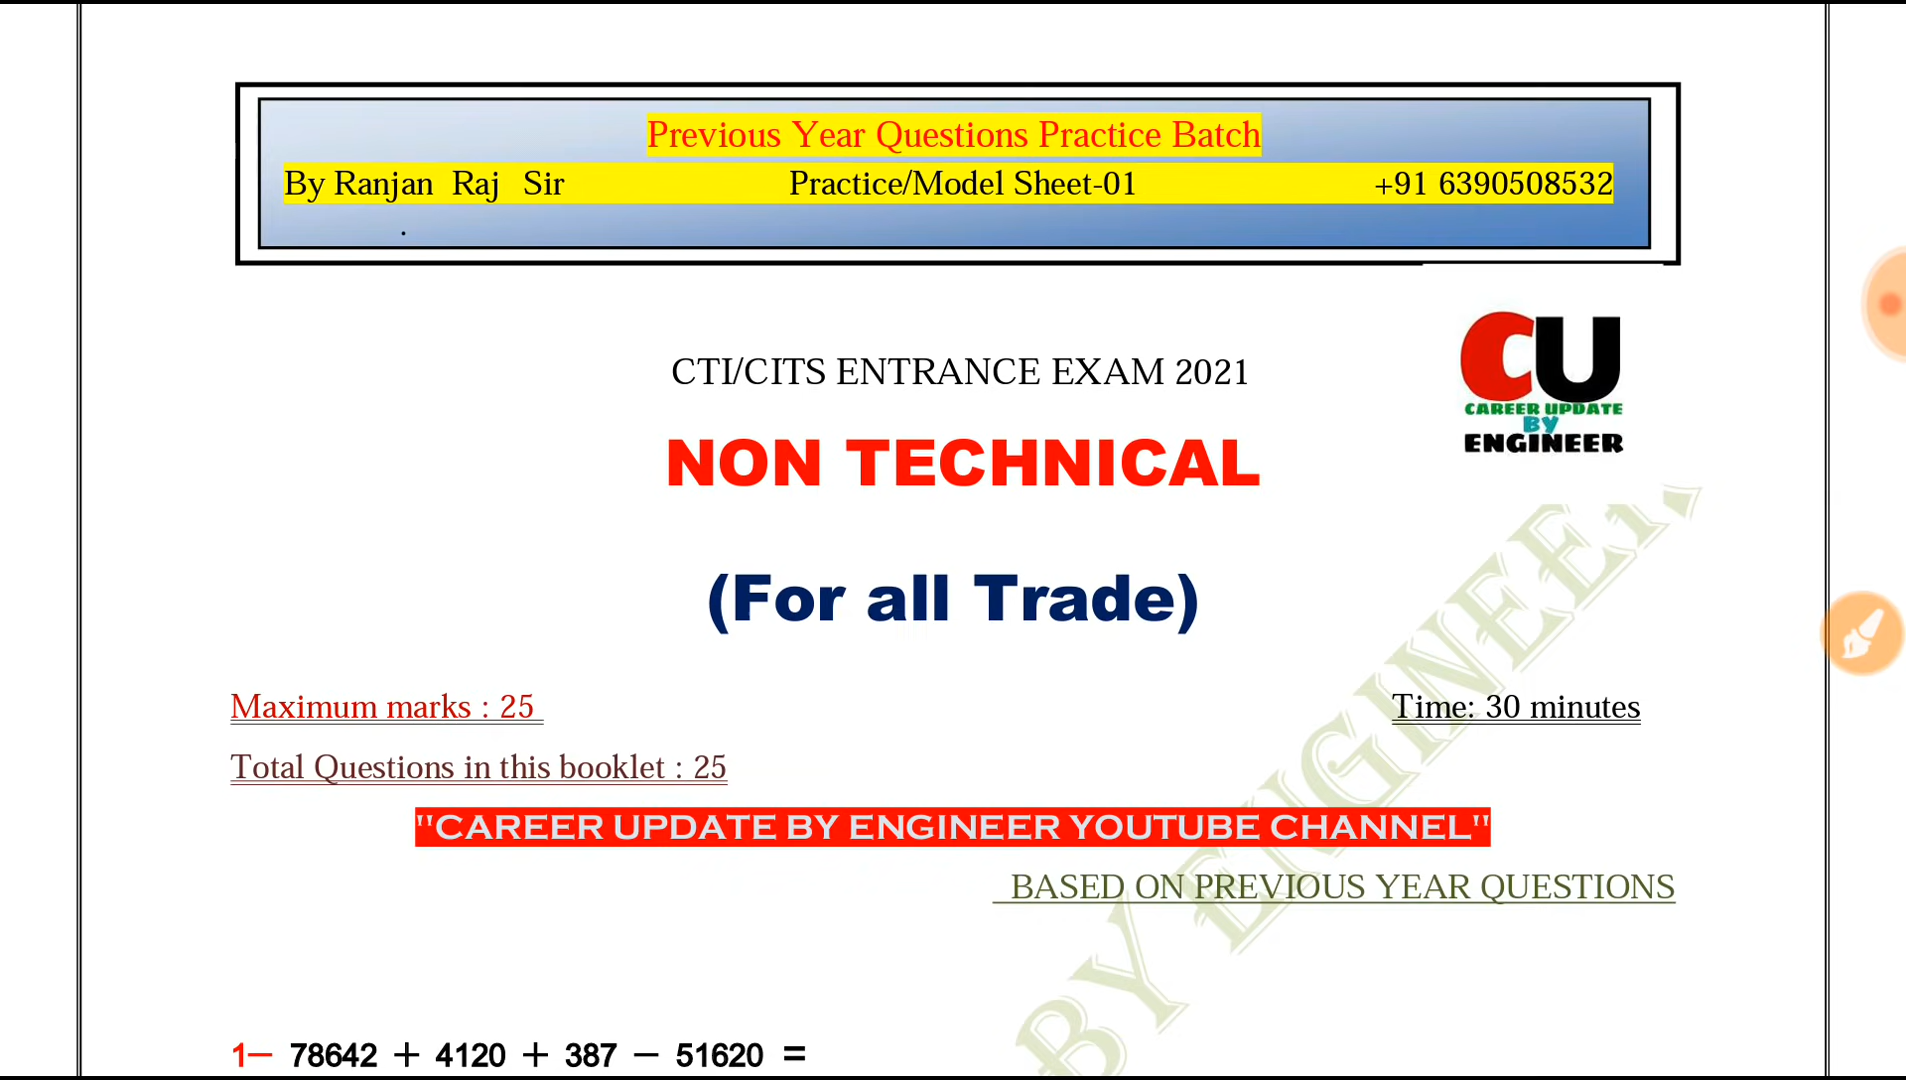 Previous Year Questions Practice Batch
By Ranjan Raj Sir Practice/Model Sheet-01 +91 6390508532
.
CTI/CITS ENTRANCE EXAM 2021
CU
CAREER UPDATE
BY
ENGINEER
NON TECHNICAL
(For all Trade)
Maximum marks : 25 Time: 30 minutes
Total Questions in this booklet : 25
"CAREER UPDATE BY ENGINEER YOUTUBE CHANNEL"
BASED ON PREVIOUS YEAR QUESTIONS
BY ENGINEER
1– 78642 + 4120 + 387 – 51620 =